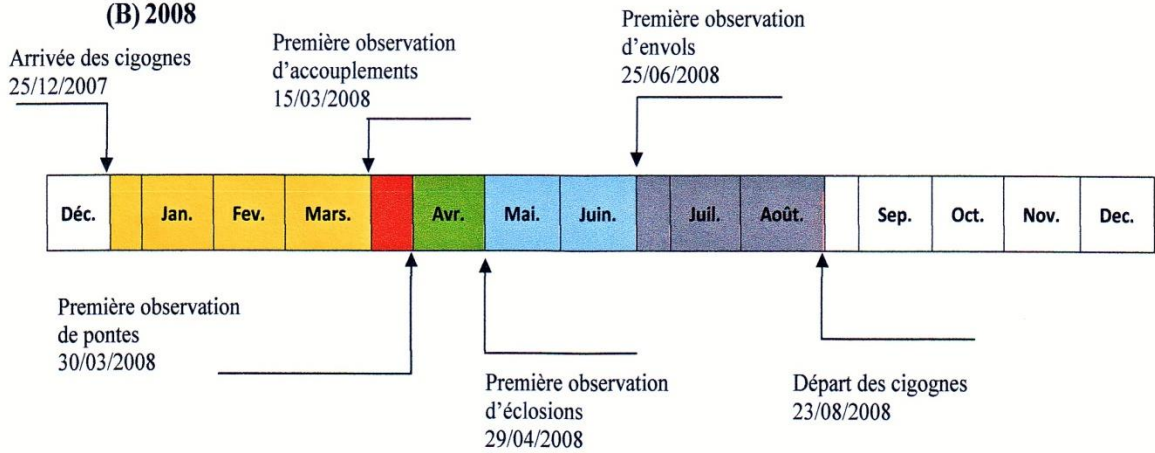 (B) 2008
Arrivée des cigognes
25/12/2007
Première observation
d'accouplements
15/03/2008
Première observation
d'envols
25/06/2008
Déc.
Jan.
Fev.
Mars.
Avr.
Mai.
Juin.
Juil.
Août.
Sep.
Oct.
Nov.
Dec.
Première observation
de pontes
30/03/2008
Première observation
d'éclosions
29/04/2008
Départ des cigognes
23/08/2008